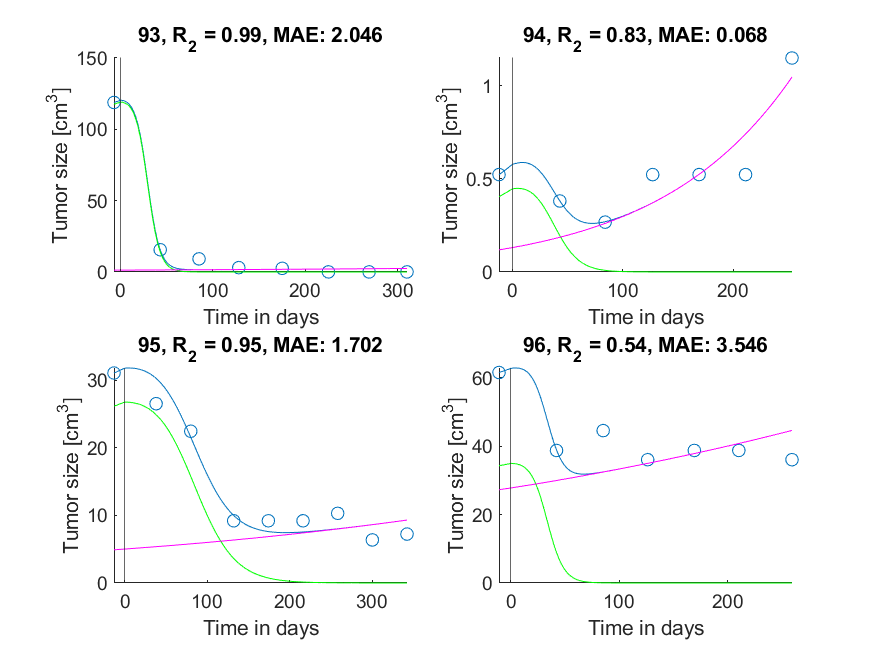 93, R2 = 0.99, MAE: 2.046
Tumor size [cm3]
150
100
50
0
0
100
200
300
Time in days
94, R2 = 0.83, MAE: 0.068
Tumor size [cm3]
1
0.5
0
0
100
200
Time in days
95, R2 = 0.95, MAE: 1.702
Tumor size [cm3]
30
20
10
0
0
100
200
300
Time in days
96, R2 = 0.54, MAE: 3.546
Tumor size [cm3]
60
40
20
0
0
100
200
Time in days